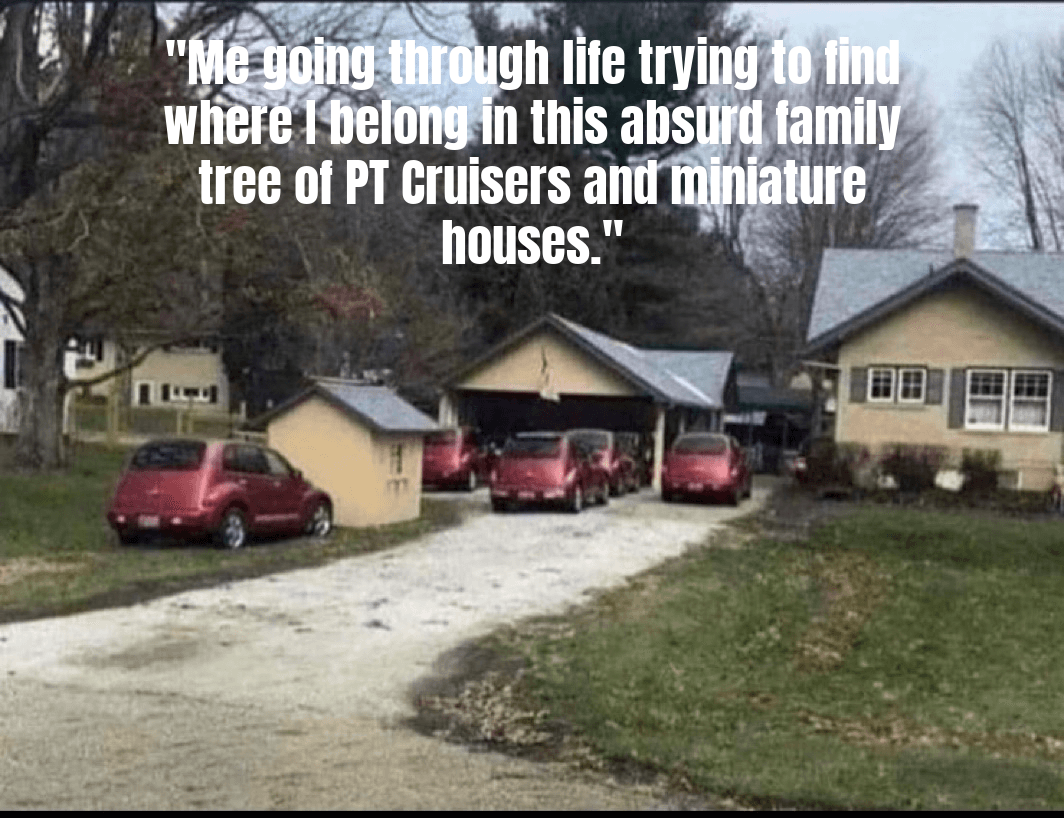 "Me going through life trying to find
where I belong in this absurd family
tree of PT Cruisers and miniature
houses."